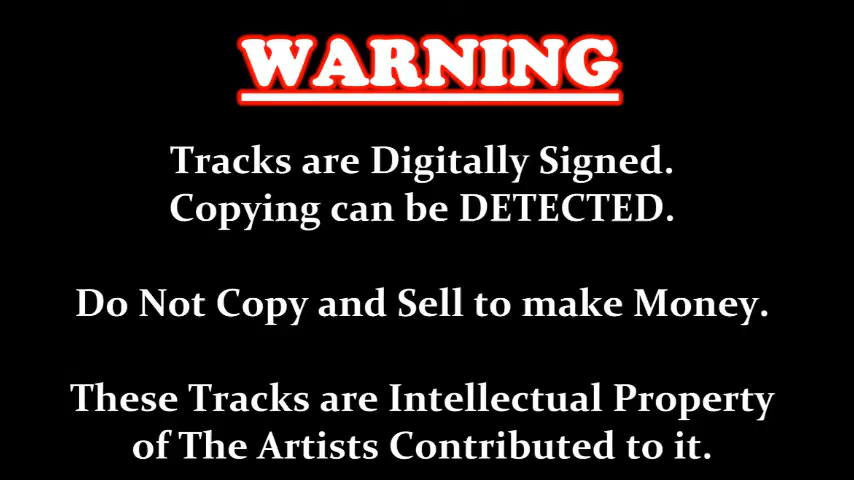 WARNING
Tracks are Digitally Signed.
Copying can be DETECTED.
Do Not Copy and Sell to make Money.
These Tracks are Intellectual Property
of The Artists Contributed to it.